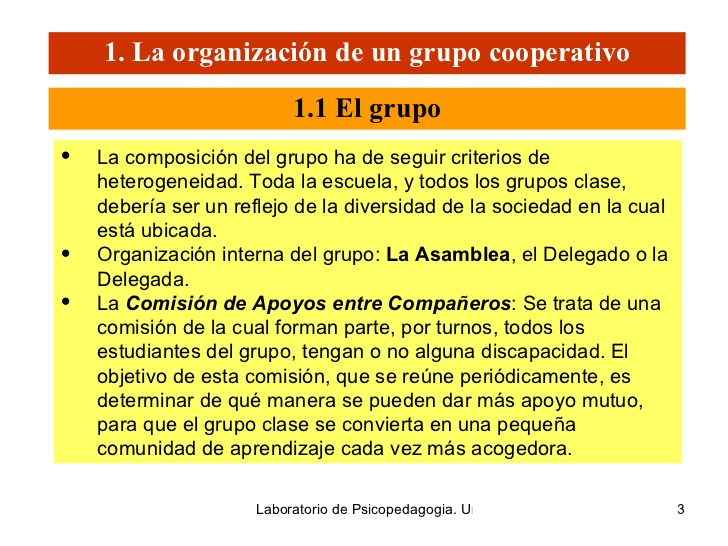 1. La organización de un grupo cooperativo
1.1 El grupo
• La composición del grupo ha de seguir criterios de
heterogeneidad. Toda la escuela, y todos los grupos clase,
debería ser un reflejo de la diversidad de la sociedad en la cual
está ubicada.
• Organización interna del grupo: La Asamblea, el Delegado o la
Delegada.
• La Comisión de Apoyos entre Compañeros: Se trata de una
comisión de la cual forman parte, por turnos, todos los
estudiantes del grupo, tengan o no alguna discapacidad. El
objetivo de esta comisión, que se reúne periódicamente, es
determinar de qué manera se pueden dar más apoyo mutuo,
para que el grupo clase se convierta en una pequeña
comunidad de aprendizaje cada vez más acogedora.
Laboratorio de Psicopedagogia.
3